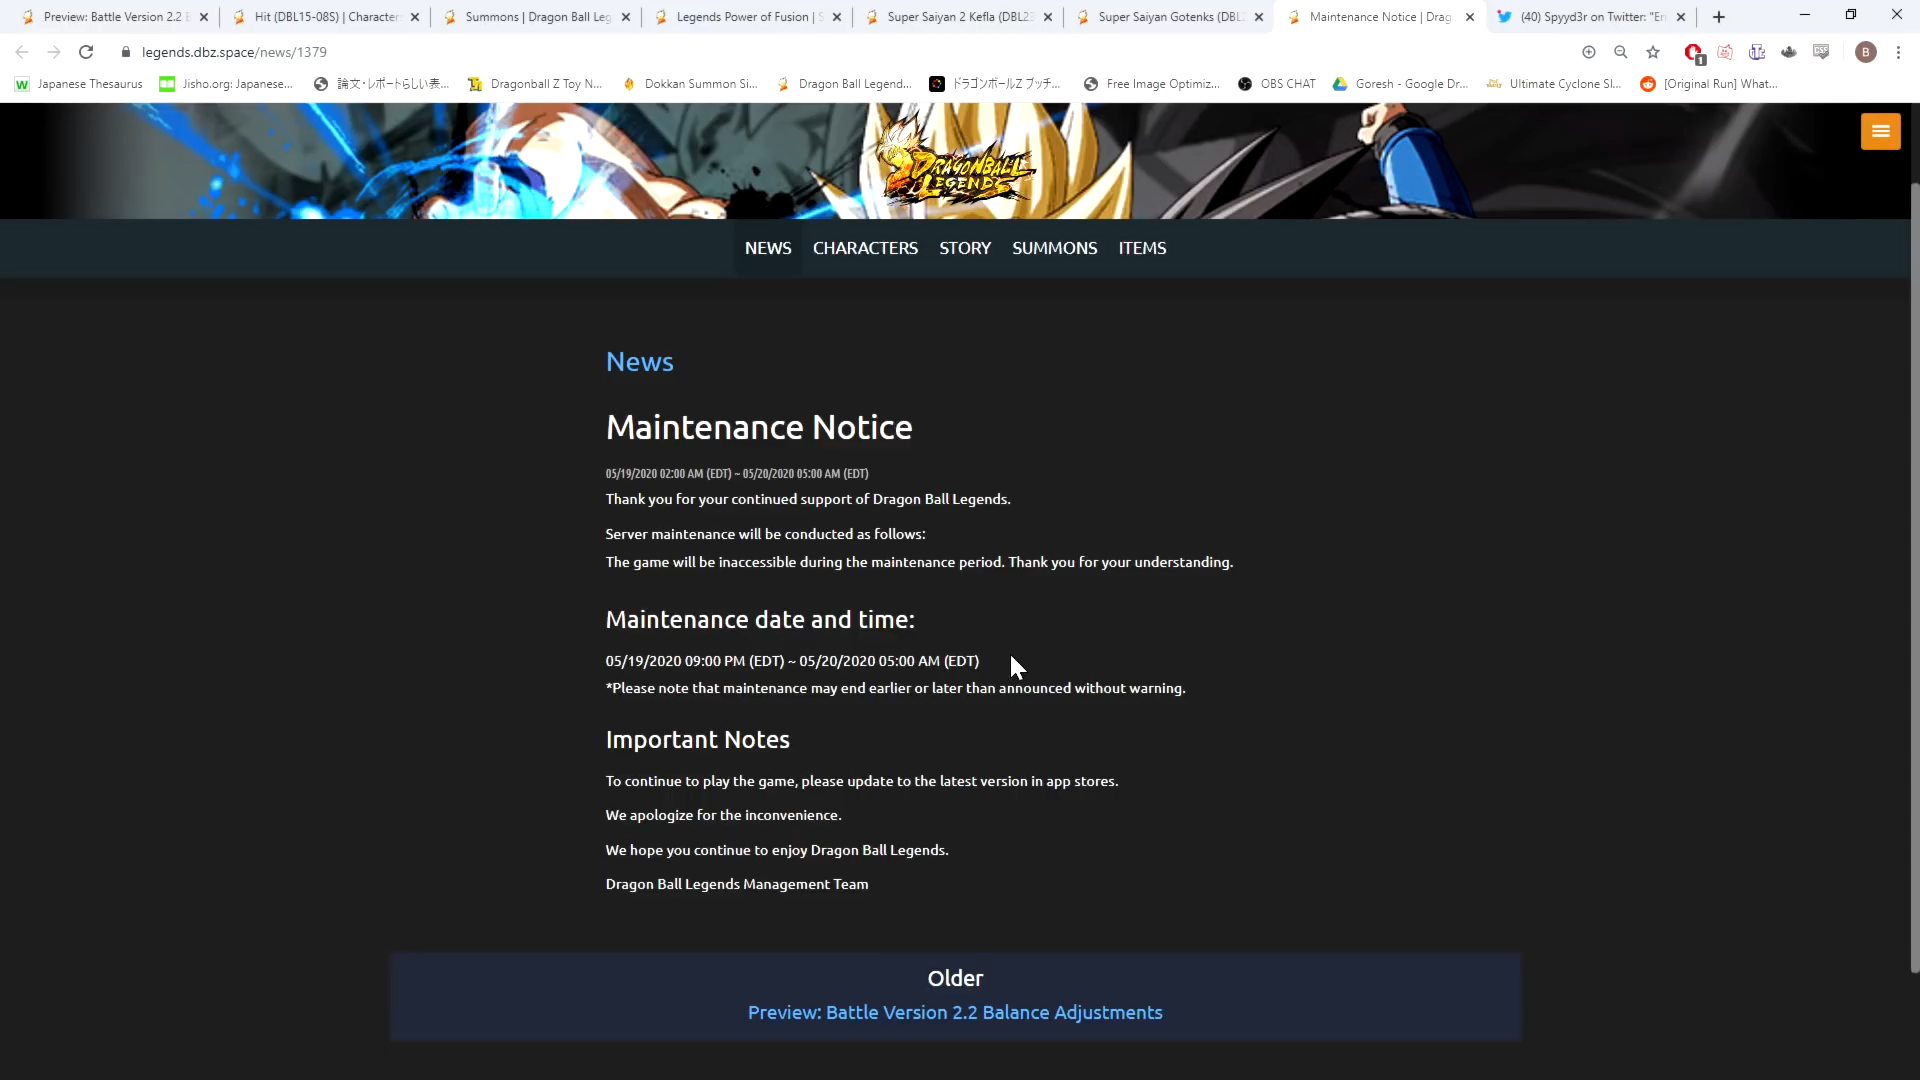 Preview: Battle Version 2.2 B
Hit (DBL15-08S) | Character
Summons | Dragon Ball Leg
Legends Power of Fusion | S
Super Saiyan 2 Kefla (DBL23
Super Saiyan Gotenks (DBL2
Maintenance Notice | Drag
(40) Spyyd3r on Twitter: "En
legends.dbz.space/news/1379
1
B
Japanese Thesaurus
Jisho.org: Japanese...
論文・レポートらしい表...
Dragonball Z Toy N...
Dokkan Summon Si...
Dragon Ball Legend...
ドラゴンボールZ ブッチ...
Free Image Optimiz...
OBS CHAT
Goresh - Google Dr...
Ultimate Cyclone Sl...
[Original Run] What...
DRAGONBALL
LEGENDS
NEWS CHARACTERS STORY SUMMONS ITEMS
News
Maintenance Notice
05/19/2020 02:00 AM (EDT) ~ 05/20/2020 05:00 AM (EDT)
Thank you for your continued support of Dragon Ball Legends.
Server maintenance will be conducted as follows:
The game will be inaccessible during the maintenance period. Thank you for your understanding.
Maintenance date and time:
05/19/2020 09:00 PM (EDT) ~ 05/20/2020 05:00 AM (EDT)
*Please note that maintenance may end earlier or later than announced without warning.
Important Notes
To continue to play the game, please update to the latest version in app stores.
We apologize for the inconvenience.
We hope you continue to enjoy Dragon Ball Legends.
Dragon Ball Legends Management Team
Older
Preview: Battle Version 2.2 Balance Adjustments